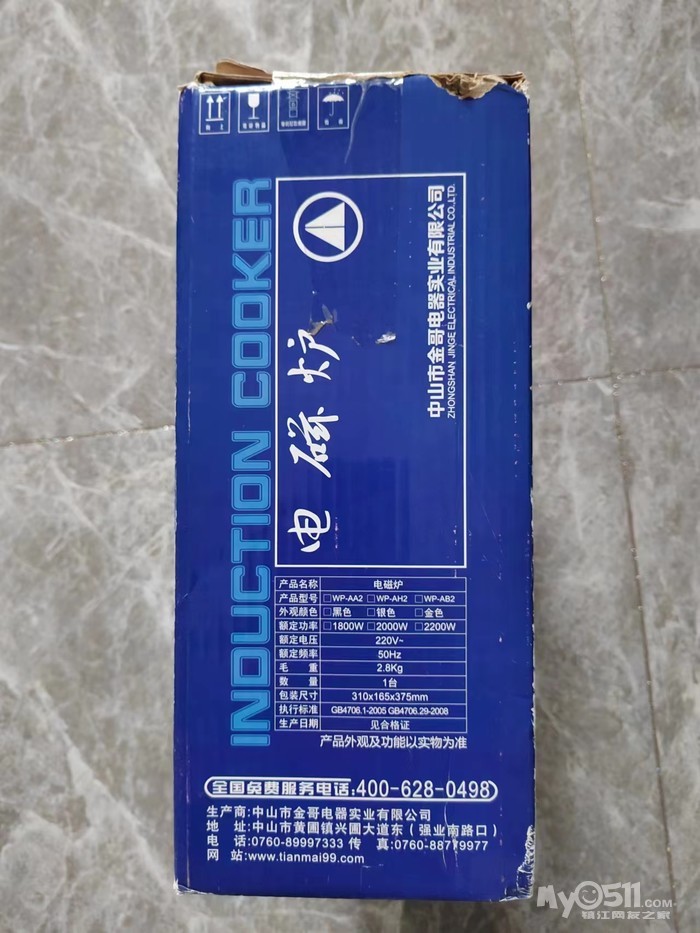 INDUCTION COOKER
电磁炉
中山市金哥电器实业有限公司
ZHONGSHAN JINGE ELECTRICAL INDUSTRIAL CO.,LTD.
产品名称 电磁炉
产品型号 □WP-AA2 □WP-AH2 □WP-AB2
外观颜色 □黑色 □银色 □金色
额定功率 □1800W □2000W □2200W
额定电压 220V~
额定频率 50Hz
毛 重 2.8Kg
数 量 1台
包装尺寸 310x165x375mm
执行标准 GB4706.1-2005 GB4706.29-2008
生产日期 见合格证
产品外观及功能以实物为准
全国免费服务电话:400-628-0498
生产商:中山市金哥电器实业有限公司
地 址:中山市黄圃镇兴圃大道东(强业南路口)
电 话:0760-89997333 传 真:0760-88779977
网 站:www.tianmai99.com
My0511.COM
镇江网友之家